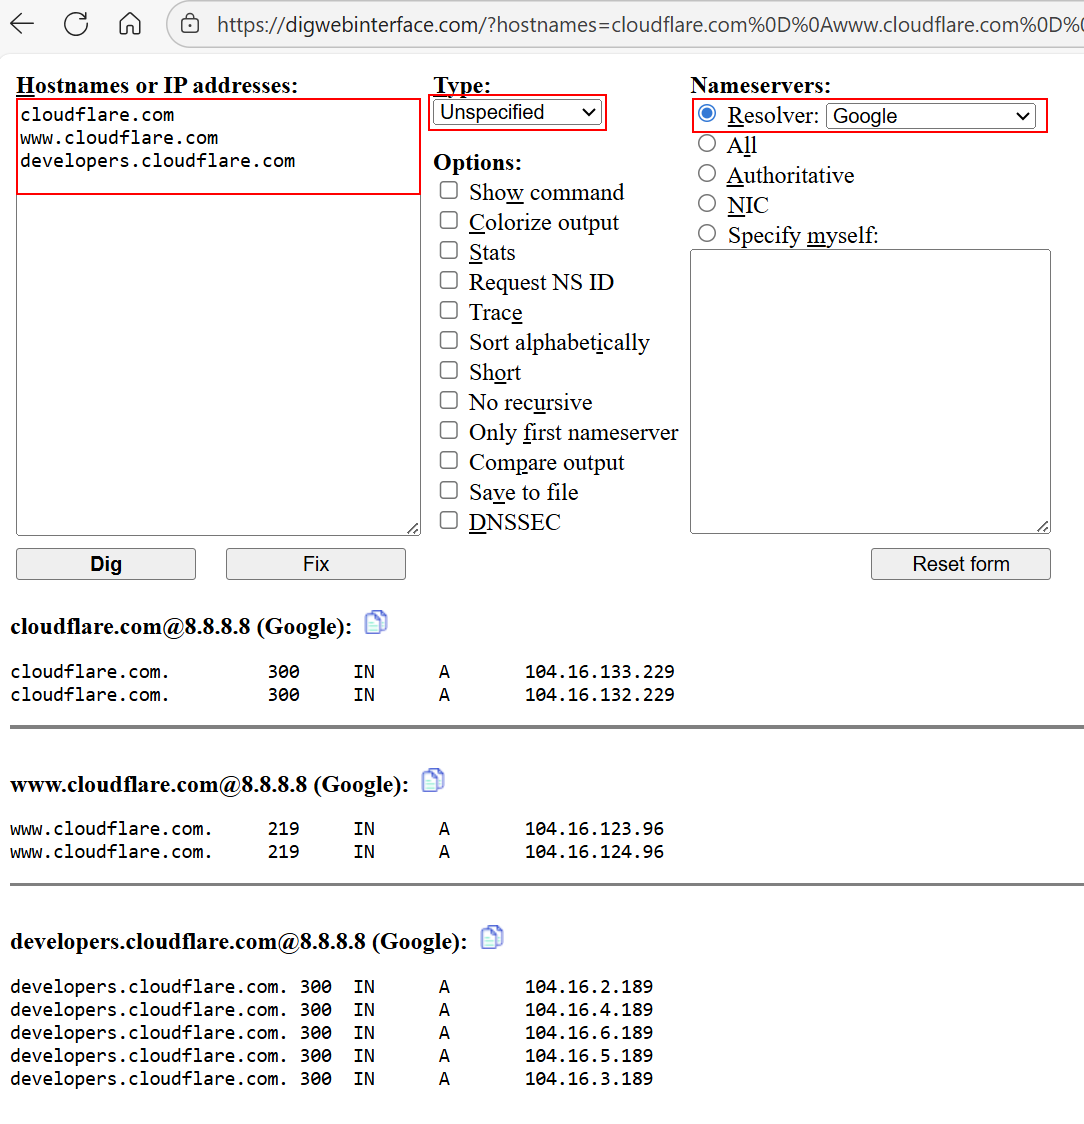 https://digwebinterface.com/?hostnames=cloudflare.com%0D%0Awww.cloudflare.com%0D%0
Hostnames or IP addresses:
cloudflare.com
www.cloudflare.com
developers.cloudflare.com
Dig
Fix
Type:
Unspecified
Options:
Show command
Colorize output
Stats
Request NS ID
Trace
Sort alphabetically
Short
No recursive
Only first nameserver
Compare output
Save to file
DNSSEC
Nameservers:
Resolver: Google
All
Authoritative
NIC
Specify myself:
Reset form
cloudflare.com@8.8.8.8 (Google):
cloudflare.com. 300 IN A 104.16.133.229
cloudflare.com. 300 IN A 104.16.132.229
www.cloudflare.com@8.8.8.8 (Google):
www.cloudflare.com. 219 IN A 104.16.123.96
www.cloudflare.com. 219 IN A 104.16.124.96
developers.cloudflare.com@8.8.8.8 (Google):
developers.cloudflare.com. 300 IN A 104.16.2.189
developers.cloudflare.com. 300 IN A 104.16.4.189
developers.cloudflare.com. 300 IN A 104.16.6.189
developers.cloudflare.com. 300 IN A 104.16.5.189
developers.cloudflare.com. 300 IN A 104.16.3.189